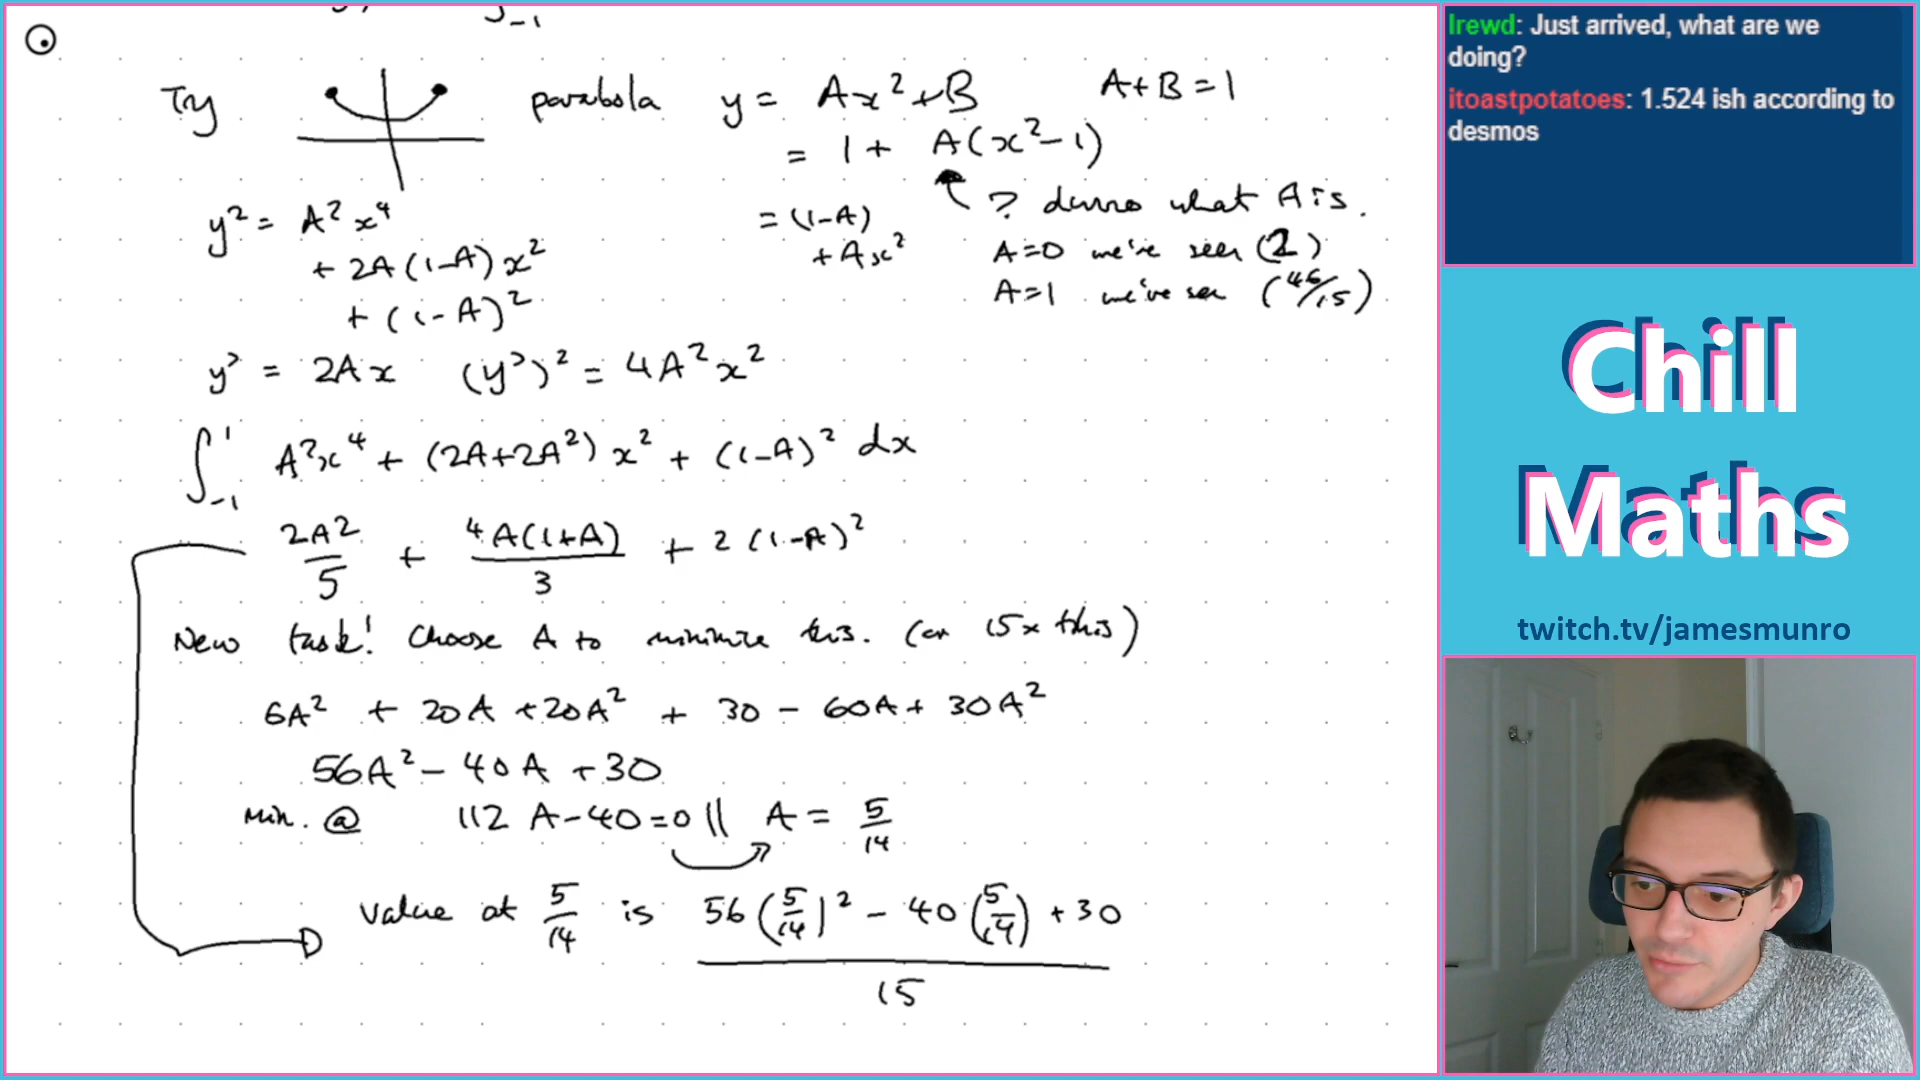 ∫₋₁
Try parabola y = Ax² + B A + B = 1
= 1 + A(x² - 1)
? dunno what A is.
y² = A²x⁴ = (1-A)
+ 2A(1-A)x² + Ax² A=0 we've seen (2)
+ (1-A)² A=1 we've seen (46/15)
y' = 2Ax (y')² = 4A²x²
∫₋₁¹ A²x⁴ + (2A+2A²)x² + (1-A)² dx
2A²/5 + 4A(1+A)/3 + 2(1-A)²
New task! Choose A to minimize this. (or 15x this)
6A² + 20A + 20A² + 30 - 60A + 30A²
56A² - 40A + 30
Min. @ 112A - 40 = 0 || A = 5/14
Value at 5/14 is (56(5/14)² - 40(5/14) + 30)/15
lrewd: Just arrived, what are we
doing?
itoastpotatoes: 1.524 ish according to
desmos
Chill
Maths
twitch.tv/jamesmunro